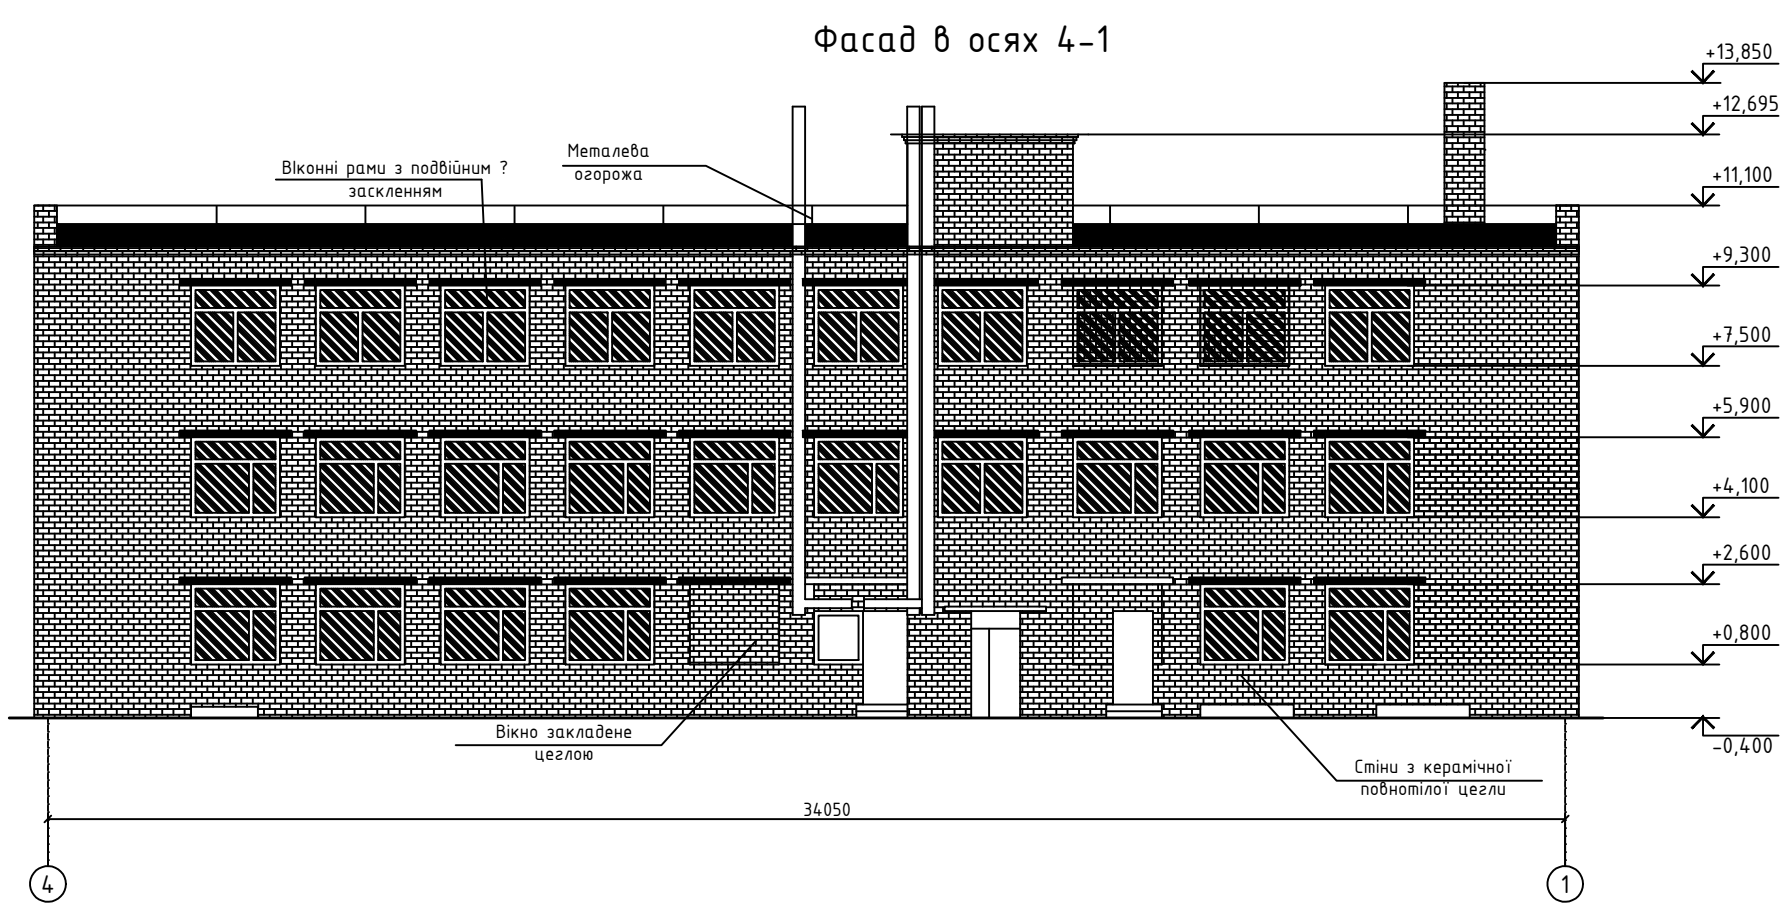 Фасад в осях 4-1
+13,850
+12,695
+11,100
+9,300
+7,500
+5,900
+4,100
+2,600
+0,800
-0,400
Віконні рами з подвійним ?
заскленням
Металева
огорожа
Вікно закладене
цеглою
Стіни з керамічної
повнотілої цегли
34050
4
1